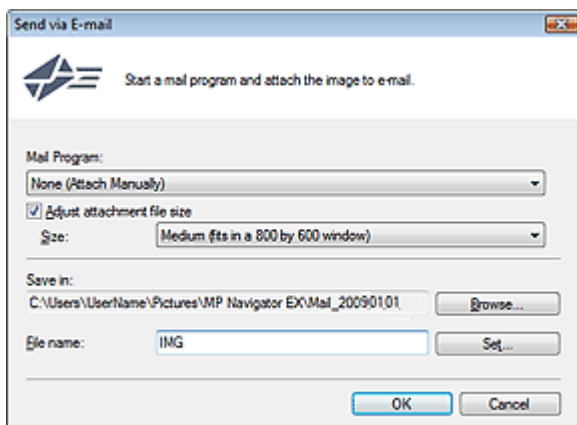 Send via E-mail
Start a mail program and attach the image to e-mail.
Mail Program:
None (Attach Manually)
Adjust attachment file size
Size: Medium (fits in a 800 by 600 window)
Save in:
C:\Users\UserName\Pictures\MP Navigator EX\Mail_20090101 Browse...
File name: IMG Set...
OK Cancel